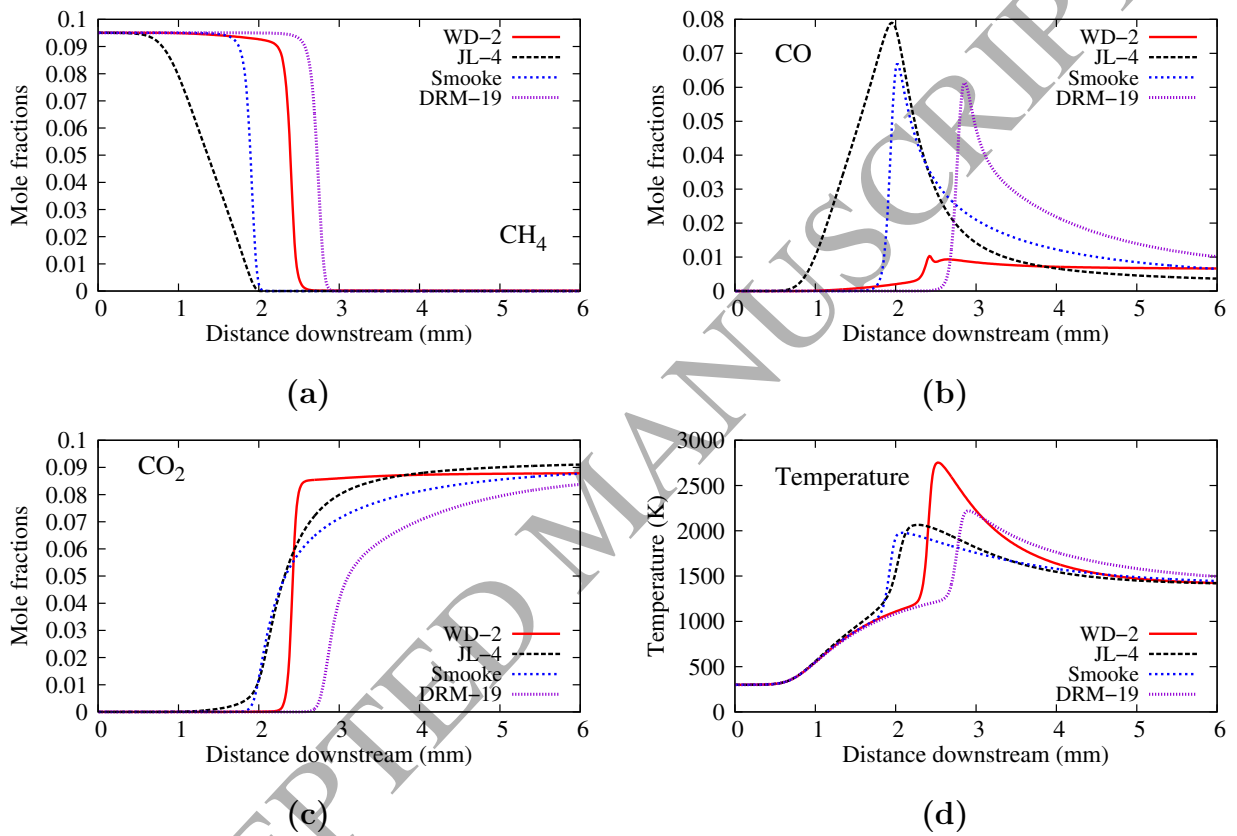 0.1
0.09
0.08
0.07
0.06
0.05
0.04
0.03
0.02
0.01
0
Mole fractions
WD−2
JL−4
Smooke
DRM−19
CH4
0 1 2 3 4 5 6
Distance downstream (mm)
(a)
0.08
0.07
0.06
0.05
0.04
0.03
0.02
0.01
0
Mole fractions
CO
WD−2
JL−4
Smooke
DRM−19
0 1 2 3 4 5 6
Distance downstream (mm)
(b)
0.1
0.09
0.08
0.07
0.06
0.05
0.04
0.03
0.02
0.01
0
Mole fractions
CO2
WD−2
JL−4
Smooke
DRM−19
0 1 2 3 4 5 6
Distance downstream (mm)
(c)
3000
2500
2000
1500
1000
500
0
Temperature (K)
Temperature
WD−2
JL−4
Smooke
DRM−19
0 1 2 3 4 5 6
Distance downstream (mm)
(d)
EPTED MANUSCRIPT